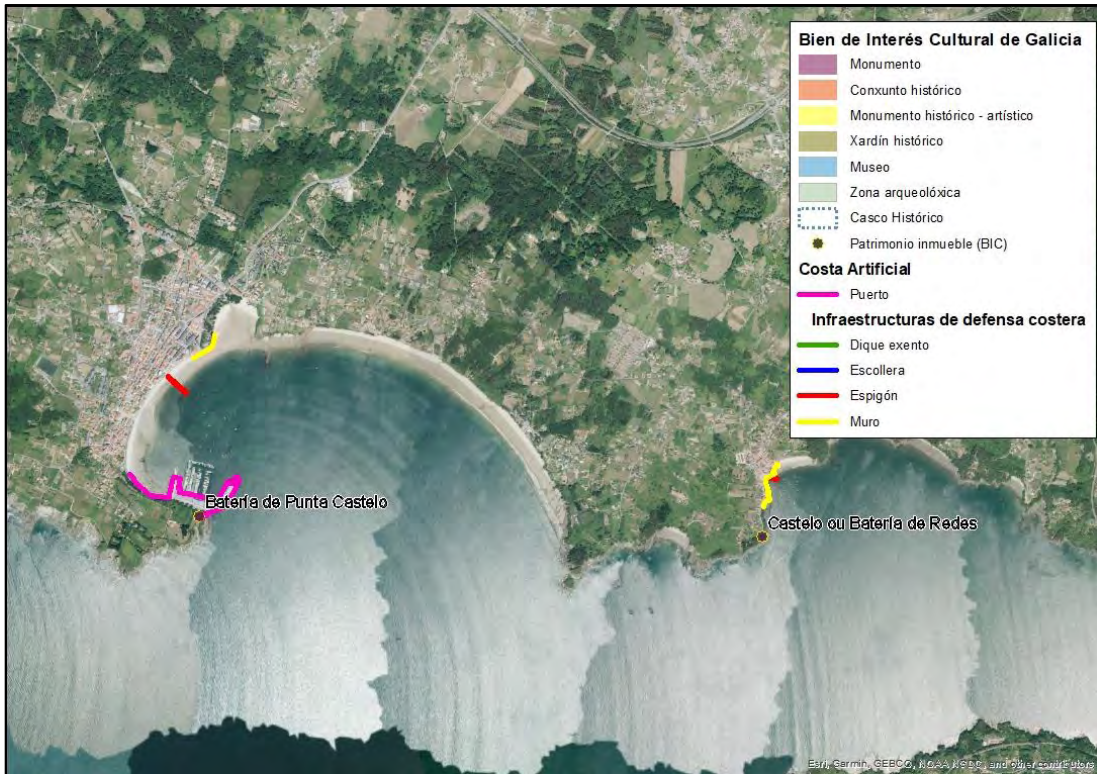 Bien de Interés Cultural de Galicia
Monumento
Conxunto histórico
Monumento histórico - artístico
Xardín histórico
Museo
Zona arqueolóxica
Casco Histórico
Patrimonio inmueble (BIC)
Costa Artificial
Puerto
Infraestructuras de defensa costera
Dique exento
Escollera
Espigón
Muro
Batería de Punta Castelo
Castelo ou Batería de Redes
Esri, Garmin, GEBCO, NOAA NGDC, and other contributors